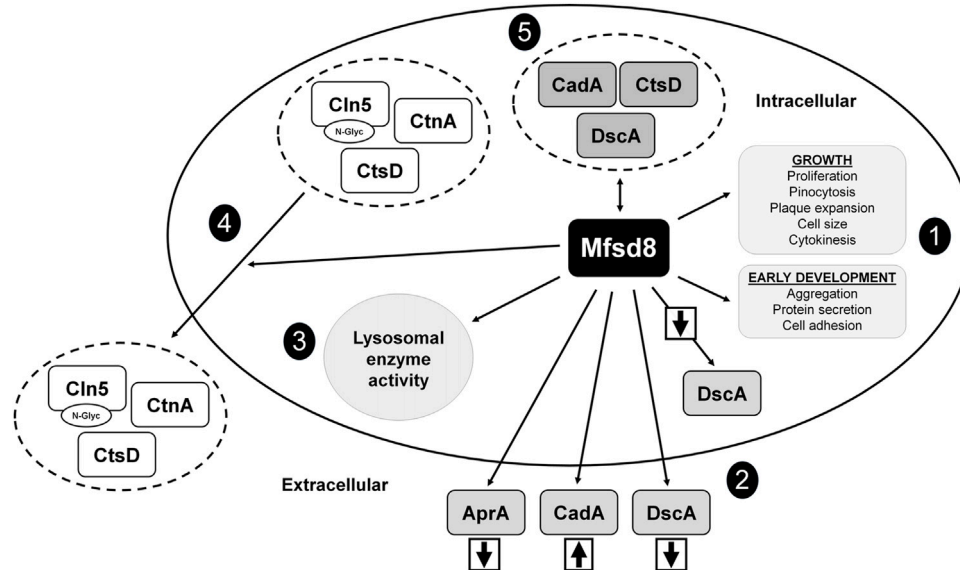 5
CadA
CtsD
DscA
Intracellular
Cln5
N-Glyc
CtnA
CtsD
4
Mfsd8
GROWTH
Proliferation
Pinocytosis
Plaque expansion
Cell size
Cytokinesis
1
EARLY DEVELOPMENT
Aggregation
Protein secretion
Cell adhesion
3
Lysosomal
enzyme
activity
DscA
Cln5
N-Glyc
CtnA
CtsD
Extracellular
2
AprA
CadA
DscA